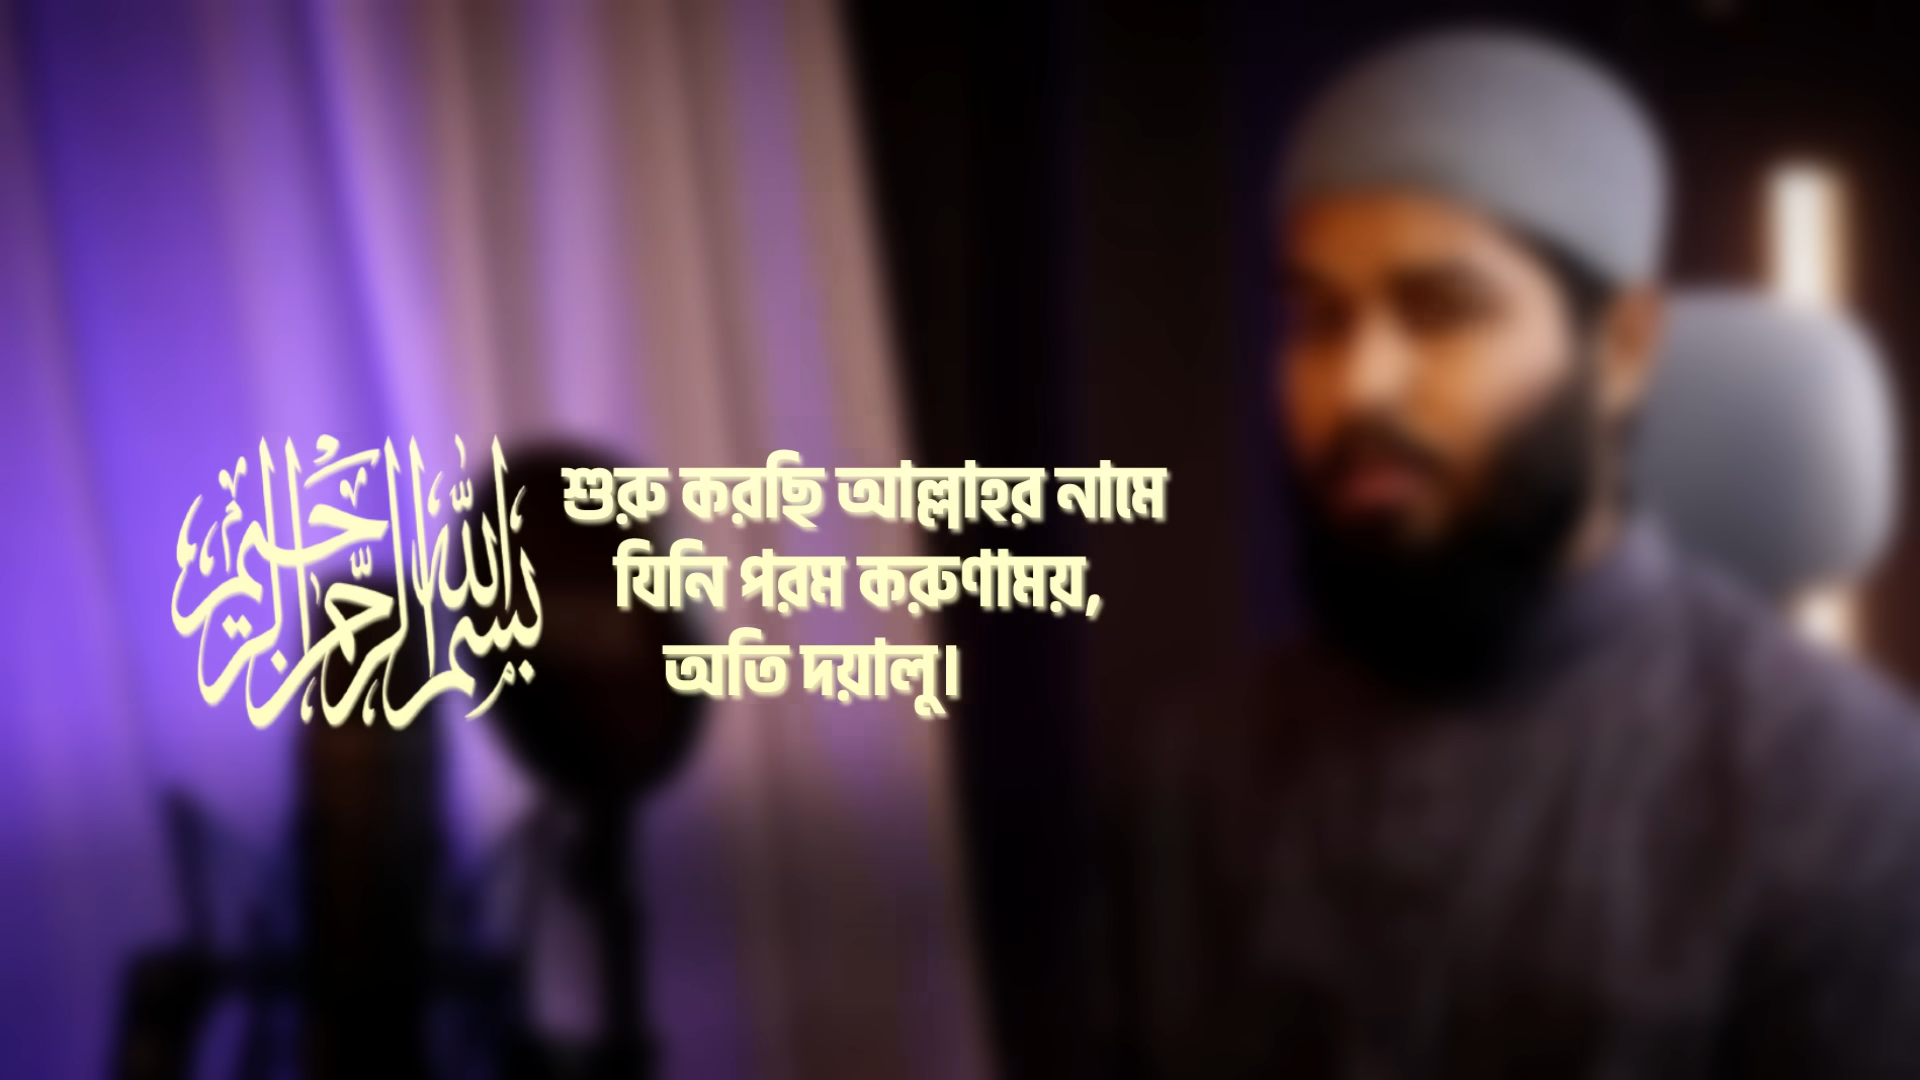 بسم الله الرحمن الرحيم
শুরু করছি আল্লাহর নামে
যিনি পরম করুণাময়,
অতি দয়ালু।